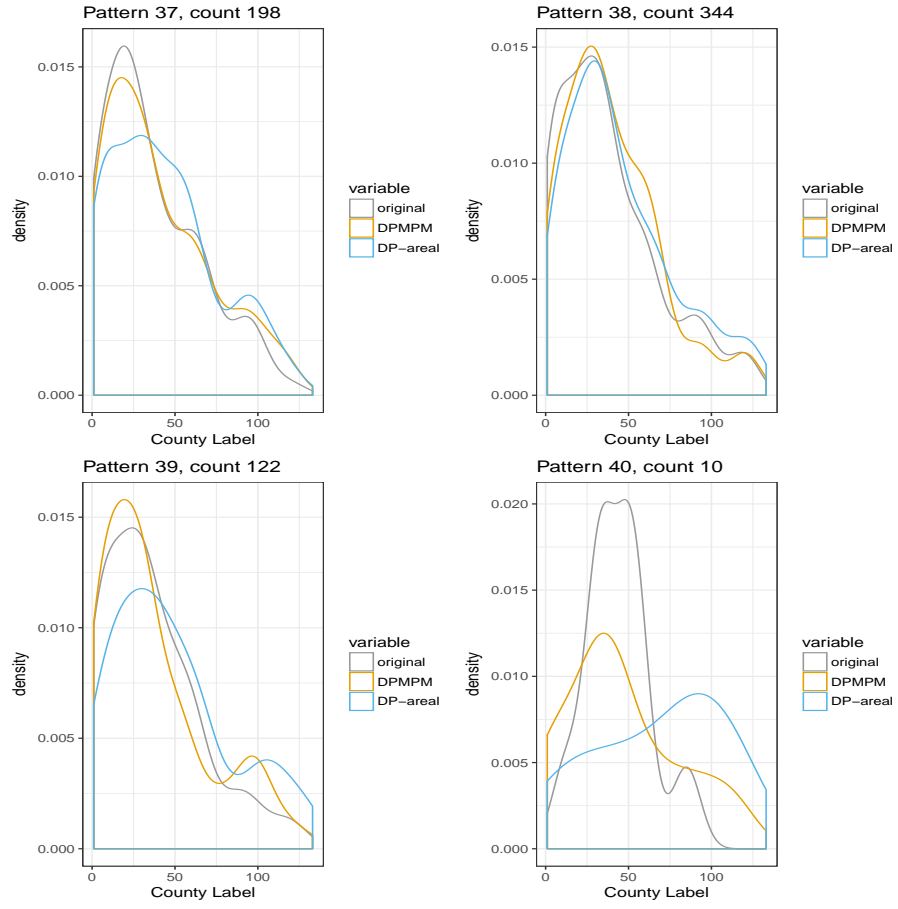 Pattern 37, count 198
0.015
0.010
0.005
0.000
density
0
50
100
County Label
variable
original
DPMPM
DP−areal
Pattern 38, count 344
0.015
0.010
0.005
0.000
density
0
50
100
County Label
variable
original
DPMPM
DP−areal
Pattern 39, count 122
0.015
0.010
0.005
0.000
density
0
50
100
County Label
variable
original
DPMPM
DP−areal
Pattern 40, count 10
0.020
0.015
0.010
0.005
0.000
density
0
50
100
County Label
variable
original
DPMPM
DP−areal